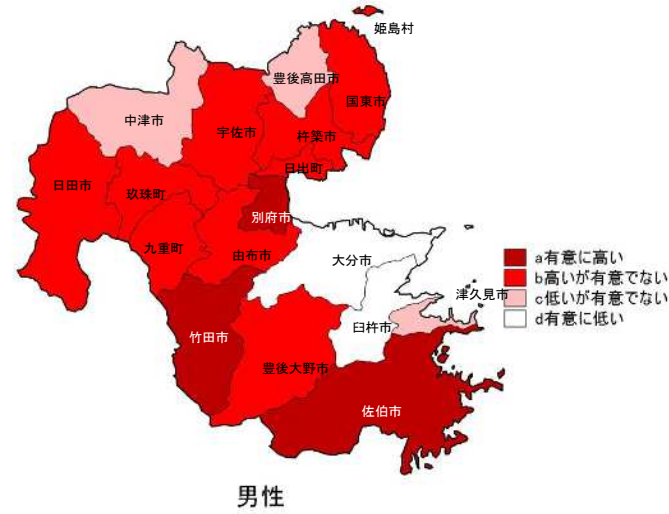 姫島村
豊後高田市
国東市
中津市
宇佐市
杵築市
日出町
日田市
玖珠町
別府市
九重町
由布市
大分市
a有意に高い
b高いが有意でない
c低いが有意でない
d有意に低い
津久見市
臼杵市
竹田市
豊後大野市
佐伯市
男性